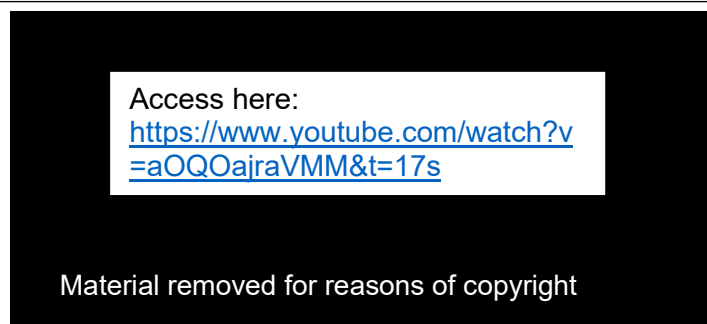 Access here:
https://www.youtube.com/watch?v
=aOQOajraVMM&t=17s
Material removed for reasons of copyright